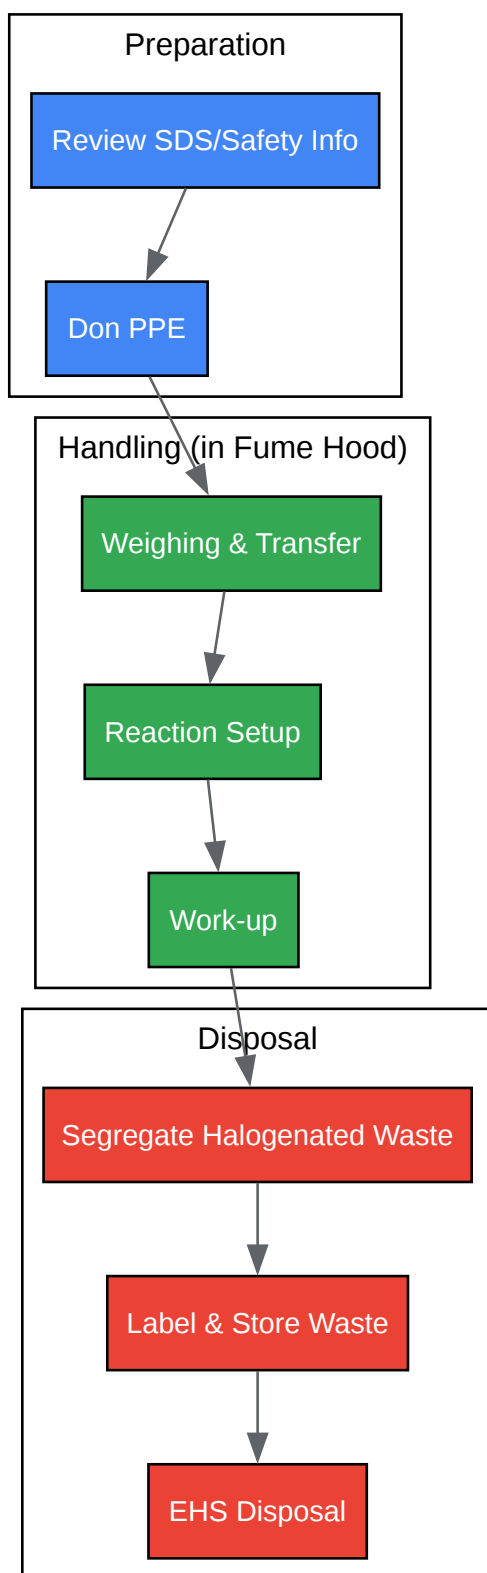 Preparation
Review SDS/Safety Info
Don PPE
Handling (in Fume Hood)
Weighing & Transfer
Reaction Setup
Work-up
Disposal
Segregate Halogenated Waste
Label & Store Waste
EHS Disposal